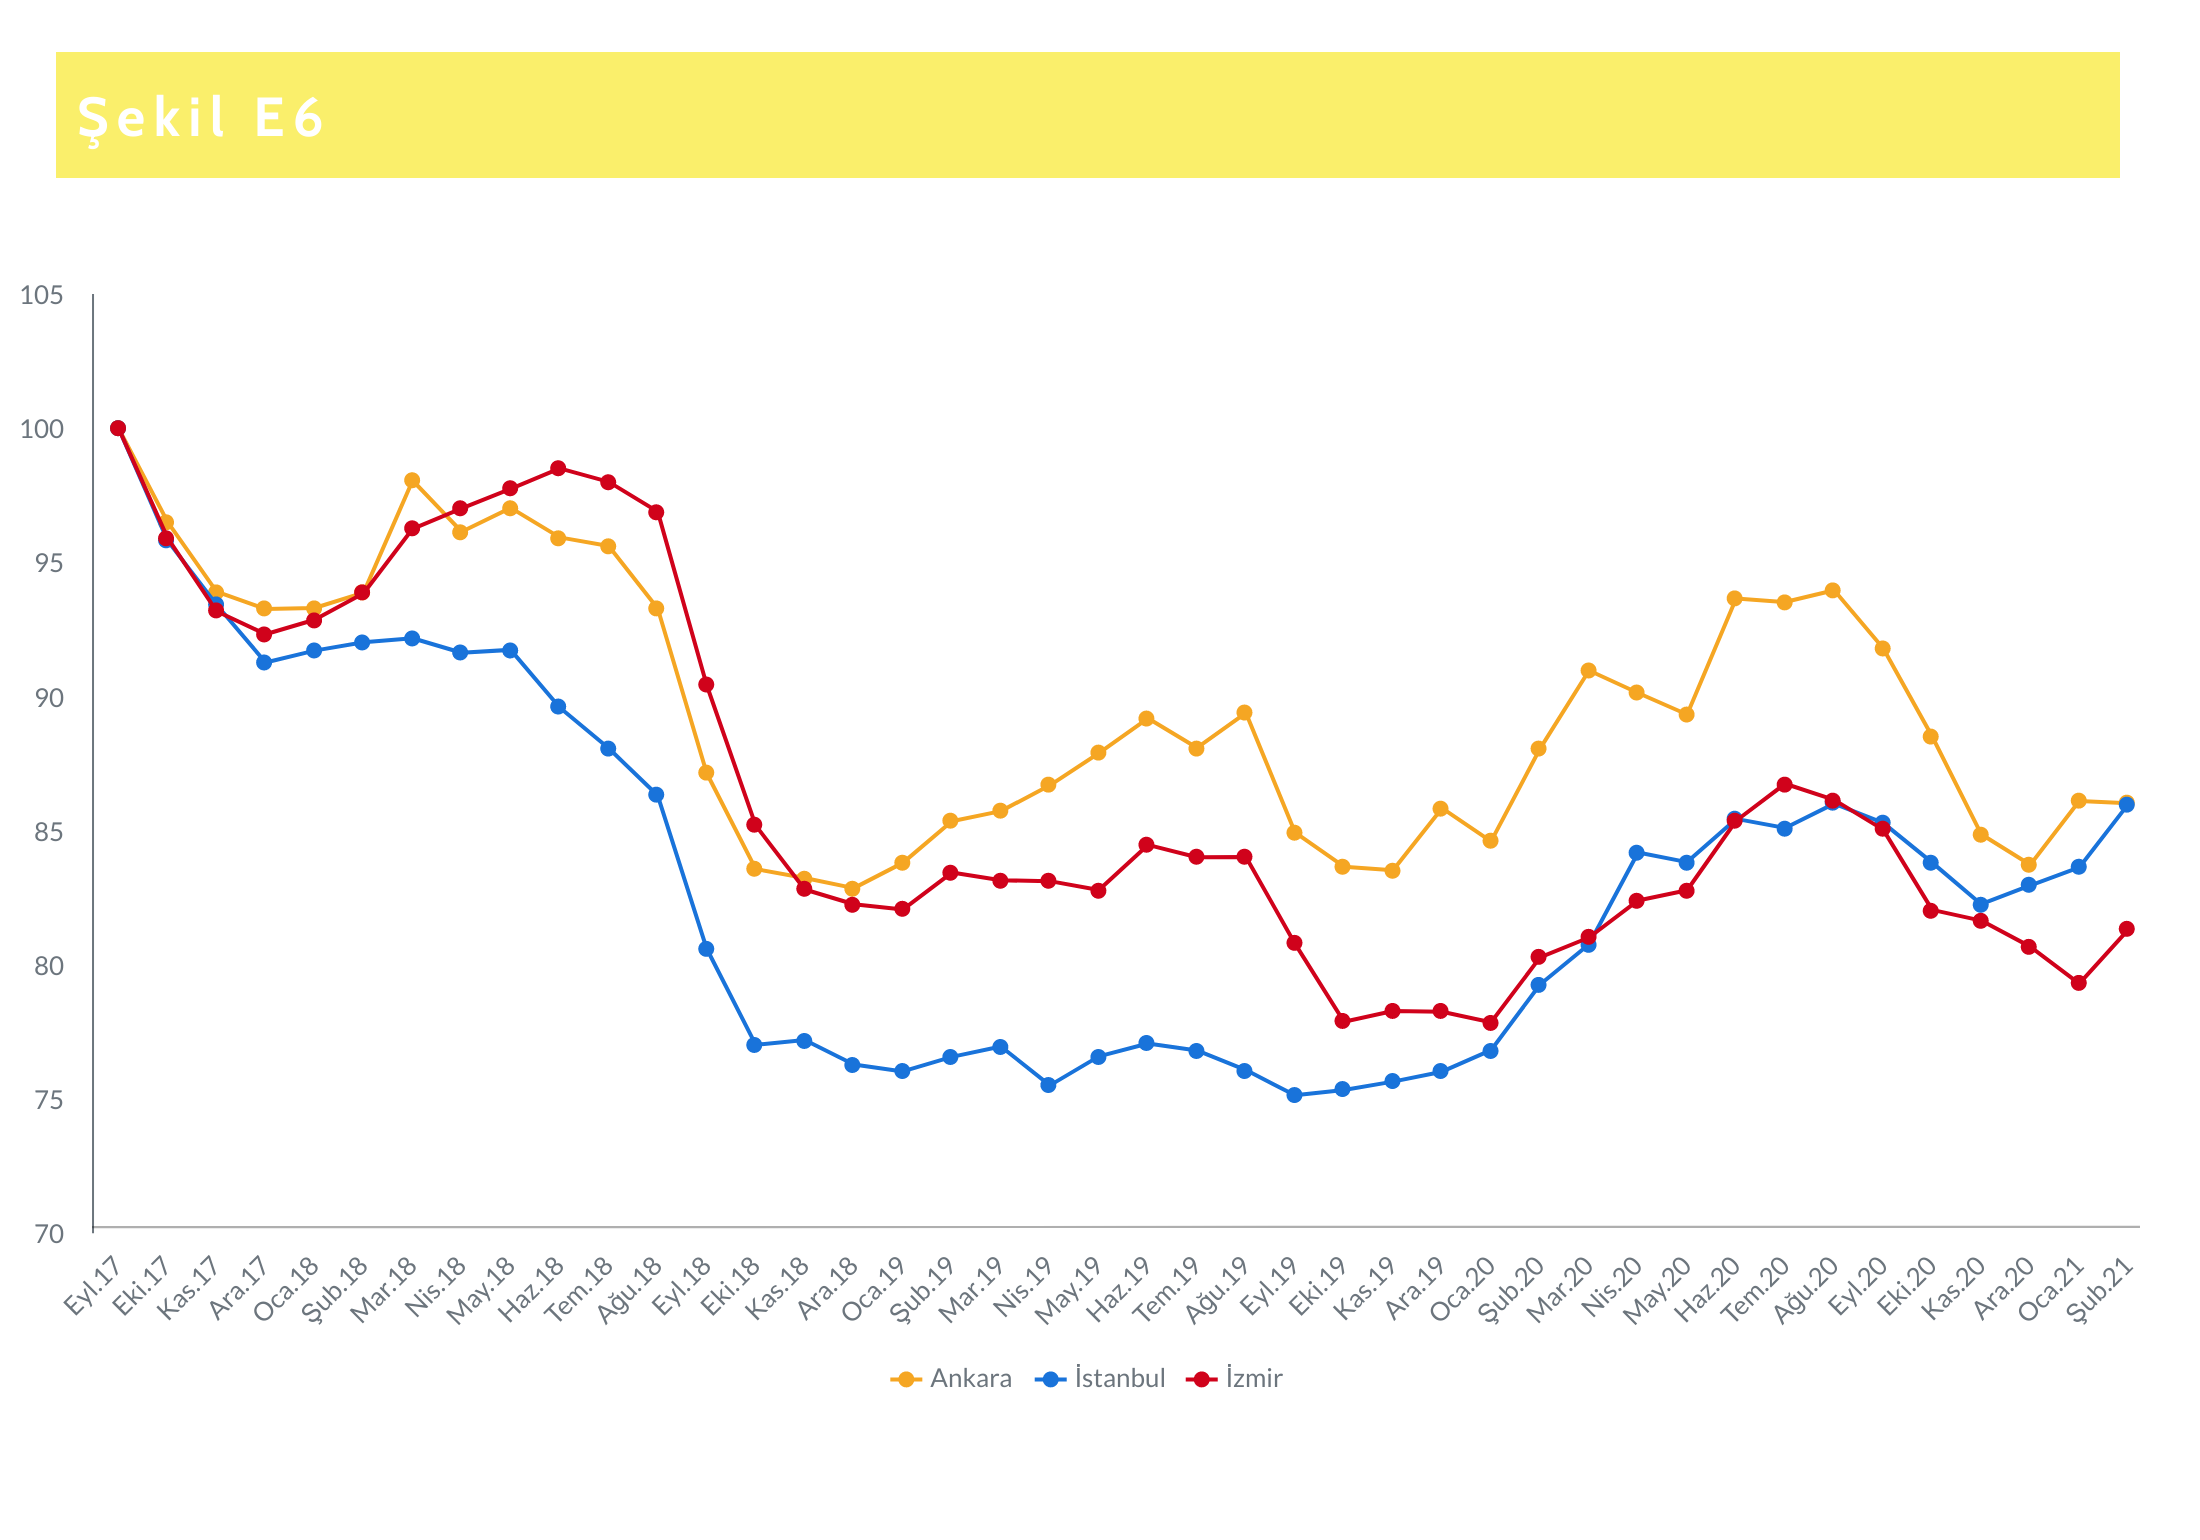 Şekil E6
105
100
95
90
85
80
75
70
Eyl.17
Eki.17
Kas.17
Ara.17
Oca.18
Şub.18
Mar.18
Nis.18
May.18
Haz.18
Tem.18
Ağu.18
Eyl.18
Eki.18
Kas.18
Ara.18
Oca.19
Şub.19
Mar.19
Nis.19
May.19
Haz.19
Tem.19
Ağu.19
Eyl.19
Eki.19
Kas.19
Ara.19
Oca.20
Şub.20
Mar.20
Nis.20
May.20
Haz.20
Tem.20
Ağu.20
Eyl.20
Eki.20
Kas.20
Ara.20
Oca.21
Şub.21
Ankara İstanbul İzmir